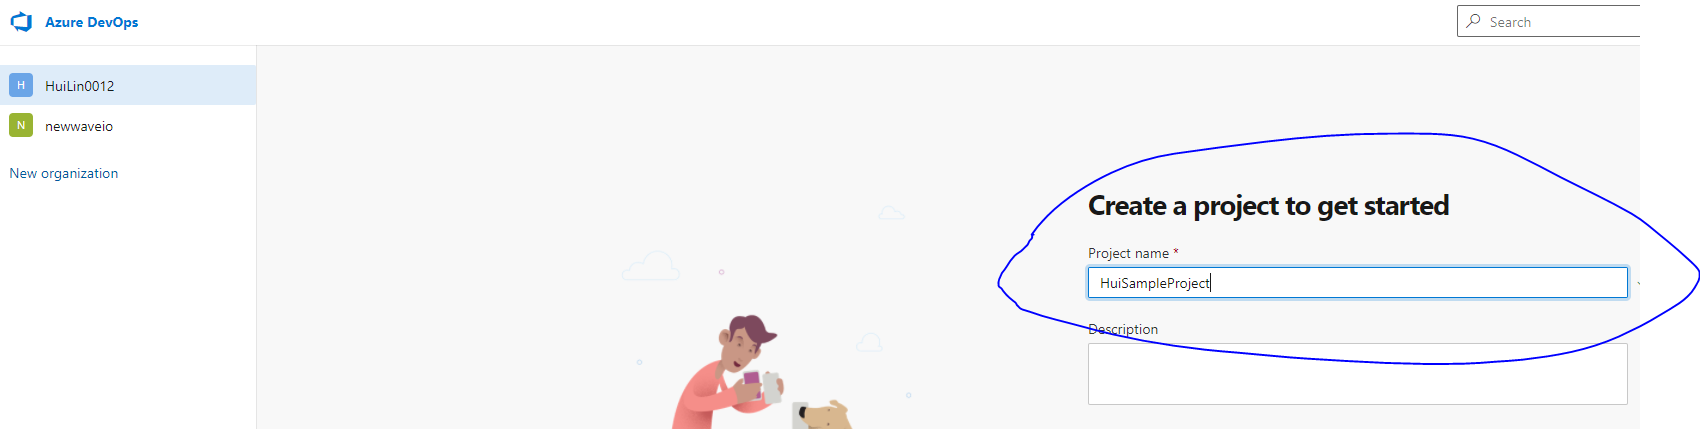 Azure DevOps
Search
H
HuiLin0012
N
newwaveio
New organization
Create a project to get started
Project name *
HuiSampleProject
Description